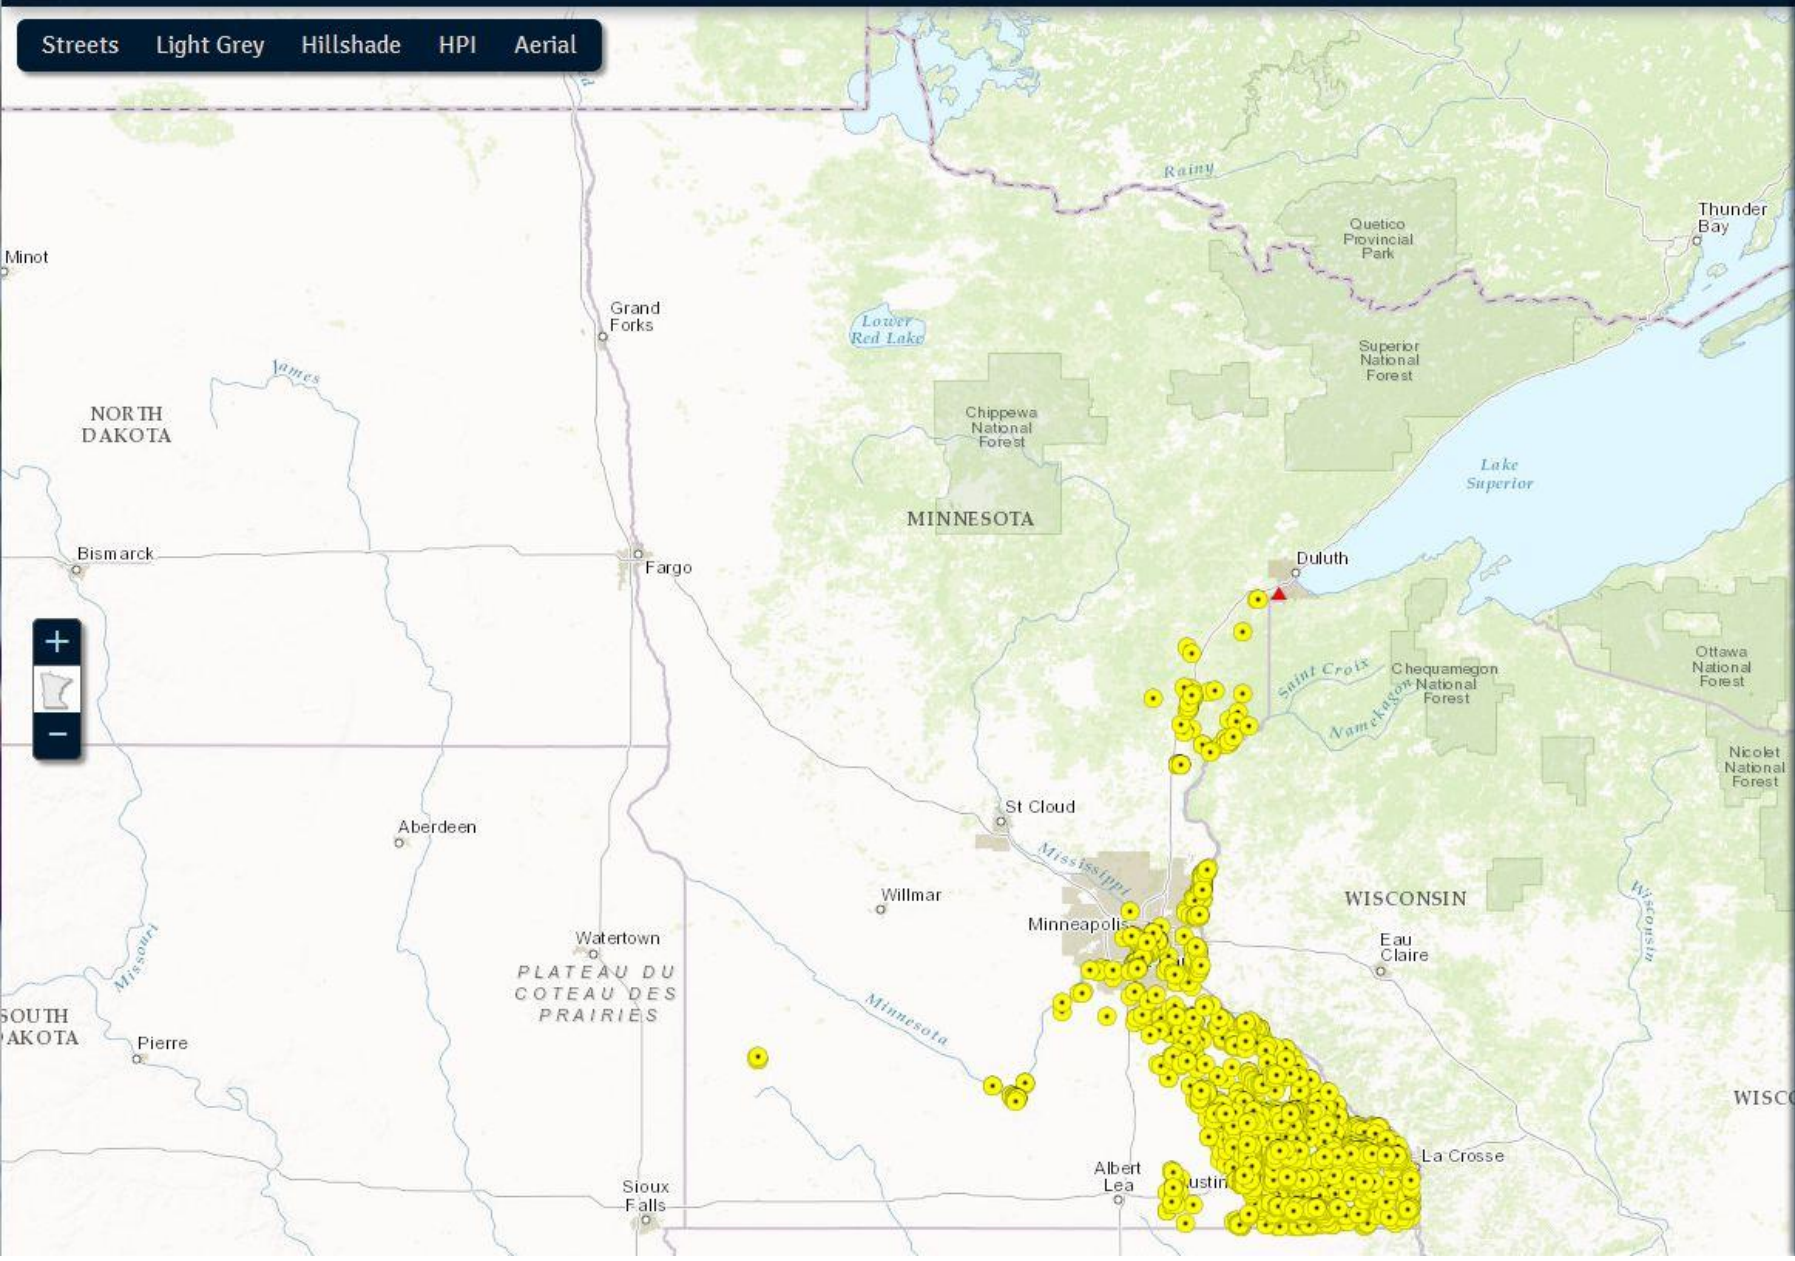 Streets Light Grey Hillshade HPI Aerial
Rainy
Thunder
Bay
Quetico
Provincial
Park
Minot
Grand
Forks
Lower
Red Lake
Superior
National
Forest
James
NORTH
DAKOTA
Chippewa
National
Forest
Lake
Superior
MINNESOTA
Bismarck
Fargo
Duluth
+
−
Saint Croix
Chequamegon
National
Forest
Namekagon
Ottawa
National
Forest
Nicolet
National
Forest
Aberdeen
St Cloud
Mississippi
Willmar
WISCONSIN
Wisconsin
Minneapolis
Missouri
Watertown
Eau
Claire
PLATEAU DU
COTEAU DES
PRAIRIES
Minnesota
SOUTH
AKOTA
Pierre
WISC
La Crosse
Albert
Lea
ustin
Sioux
Falls